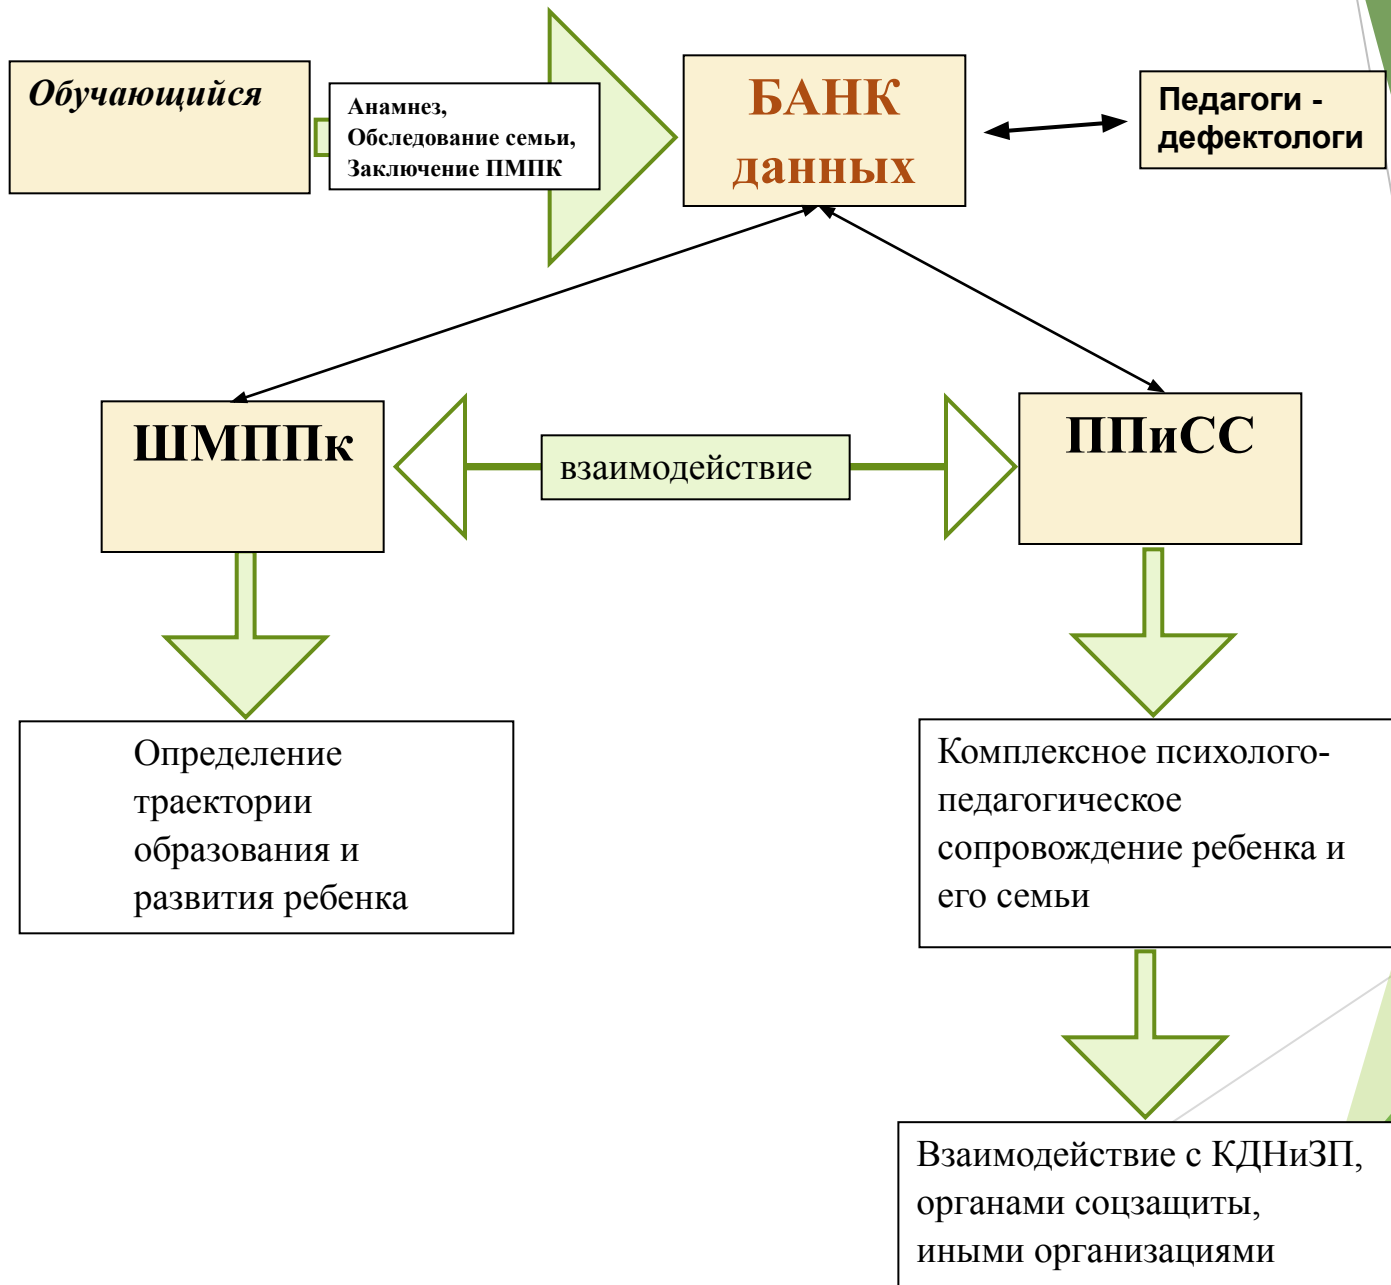 Обучающийся
Анамнез,
Обследование семьи,
Заключение ПМПК
БАНК
данных
Педагоги -
дефектологи
ШМППк
взаимодействие
ППиСС
Определение
траектории
образования и
развития ребенка
Комплексное психолого-
педагогическое
сопровождение ребенка и
его семьи
Взаимодействие с КДНиЗП,
органами соцзащиты,
иными организациями